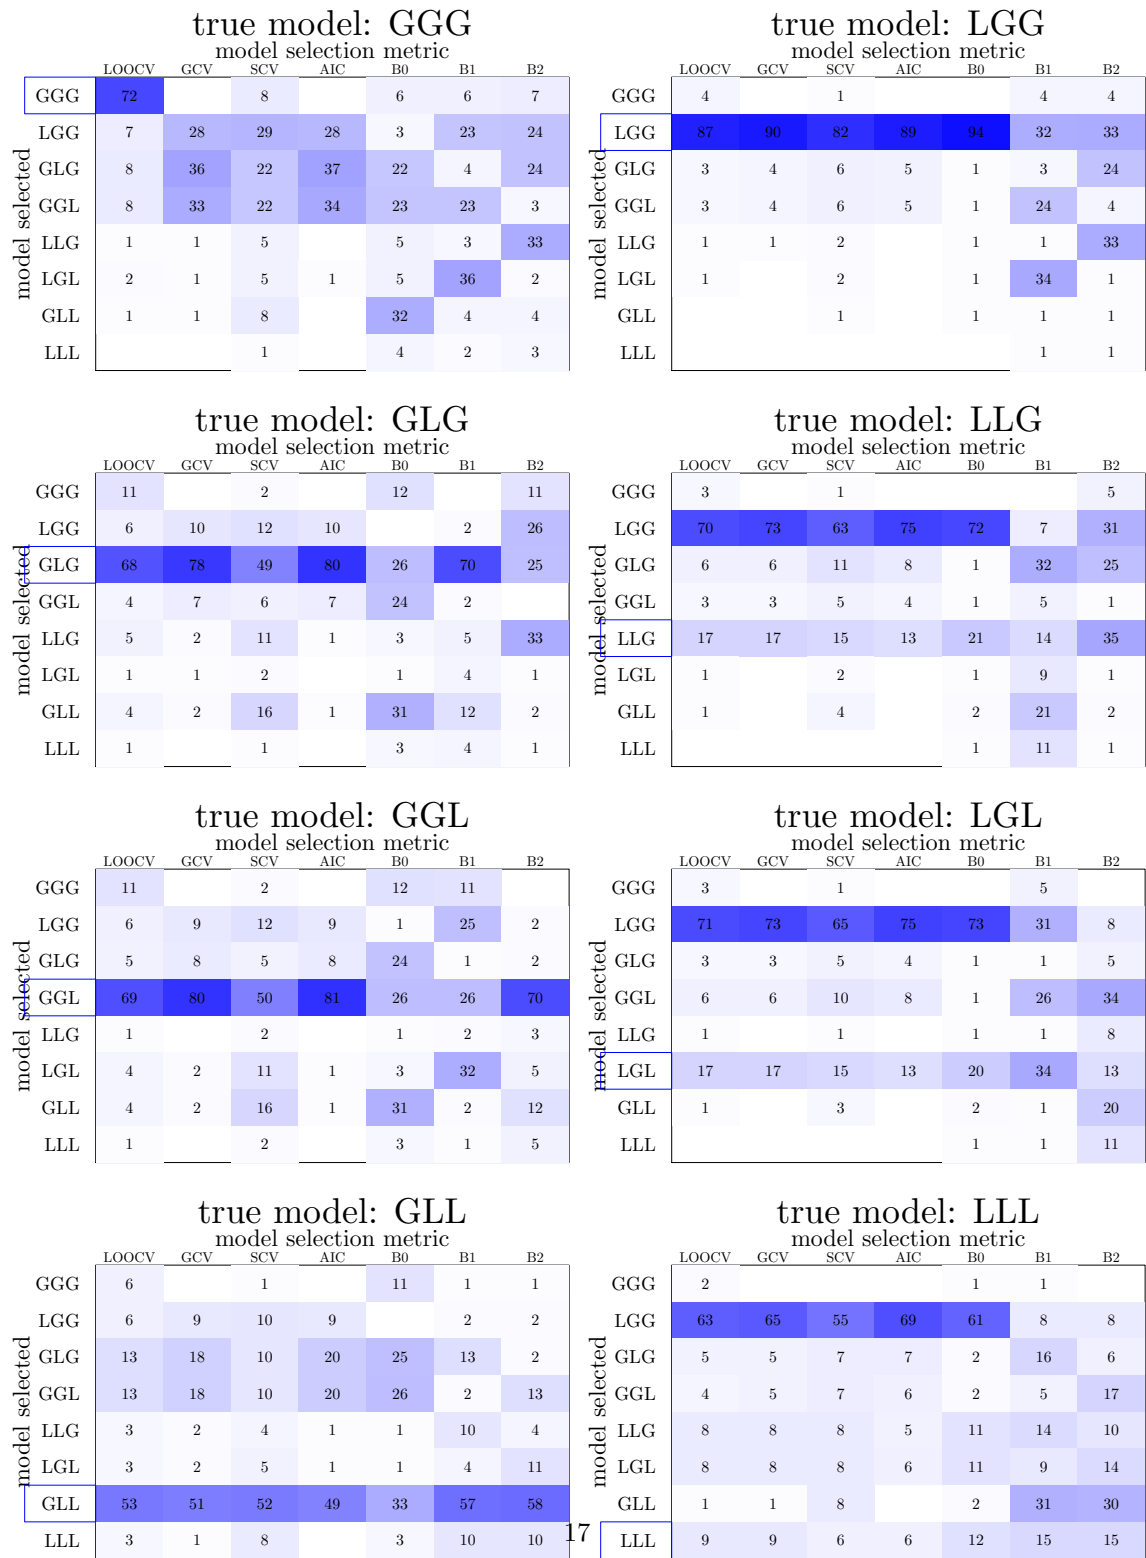 true model: GGG
model selection metric
LOOCV GCV SCV AIC B0 B1 B2
model selected
GGG 72 8 6 6 7
LGG 7 28 29 28 3 23 24
GLG 8 36 22 37 22 4 24
GGL 8 33 22 34 23 23 3
LLG 1 1 5 5 3 33
LGL 2 1 5 1 5 36 2
GLL 1 1 8 32 4 4
LLL 1 4 2 3
true model: LGG
model selection metric
LOOCV GCV SCV AIC B0 B1 B2
model selected
GGG 4 1 4 4
LGG 87 90 82 89 94 32 33
GLG 3 4 6 5 1 3 24
GGL 3 4 6 5 1 24 4
LLG 1 1 2 1 1 33
LGL 1 2 1 34 1
GLL 1 1 1 1
LLL 1 1
true model: GLG
model selection metric
LOOCV GCV SCV AIC B0 B1 B2
model selected
GGG 11 2 12 11
LGG 6 10 12 10 2 26
GLG 68 78 49 80 26 70 25
GGL 4 7 6 7 24 2
LLG 5 2 11 1 3 5 33
LGL 1 1 2 1 4 1
GLL 4 2 16 1 31 12 2
LLL 1 1 3 4 1
true model: LLG
model selection metric
LOOCV GCV SCV AIC B0 B1 B2
model selected
GGG 3 1 5
LGG 70 73 63 75 72 7 31
GLG 6 6 11 8 1 32 25
GGL 3 3 5 4 1 5 1
LLG 17 17 15 13 21 14 35
LGL 1 2 1 9 1
GLL 1 4 2 21 2
LLL 1 11 1
true model: GGL
model selection metric
LOOCV GCV SCV AIC B0 B1 B2
model selected
GGG 11 2 12 11
LGG 6 9 12 9 1 25 2
GLG 5 8 5 8 24 1 2
GGL 69 80 50 81 26 26 70
LLG 1 2 1 2 3
LGL 4 2 11 1 3 32 5
GLL 4 2 16 1 31 2 12
LLL 1 2 3 1 5
true model: LGL
model selection metric
LOOCV GCV SCV AIC B0 B1 B2
model selected
GGG 3 1 5
LGG 71 73 65 75 73 31 8
GLG 3 3 5 4 1 1 5
GGL 6 6 10 8 1 26 34
LLG 1 1 1 1 8
LGL 17 17 15 13 20 34 13
GLL 1 3 2 1 20
LLL 1 1 11
true model: GLL
model selection metric
LOOCV GCV SCV AIC B0 B1 B2
model selected
GGG 6 1 11 1 1
LGG 6 9 10 9 2 2
GLG 13 18 10 20 25 13 2
GGL 13 18 10 20 26 2 13
LLG 3 2 4 1 1 10 4
LGL 3 2 5 1 1 4 11
GLL 53 51 52 49 33 57 58
LLL 3 1 8 3 10 10
true model: LLL
model selection metric
LOOCV GCV SCV AIC B0 B1 B2
model selected
GGG 2 1 1
LGG 63 65 55 69 61 8 8
GLG 5 5 7 7 2 16 6
GGL 4 5 7 6 2 5 17
LLG 8 8 8 5 11 14 10
LGL 8 8 8 6 11 9 14
GLL 1 1 8 2 31 30
LLL 9 9 6 6 12 15 15
17